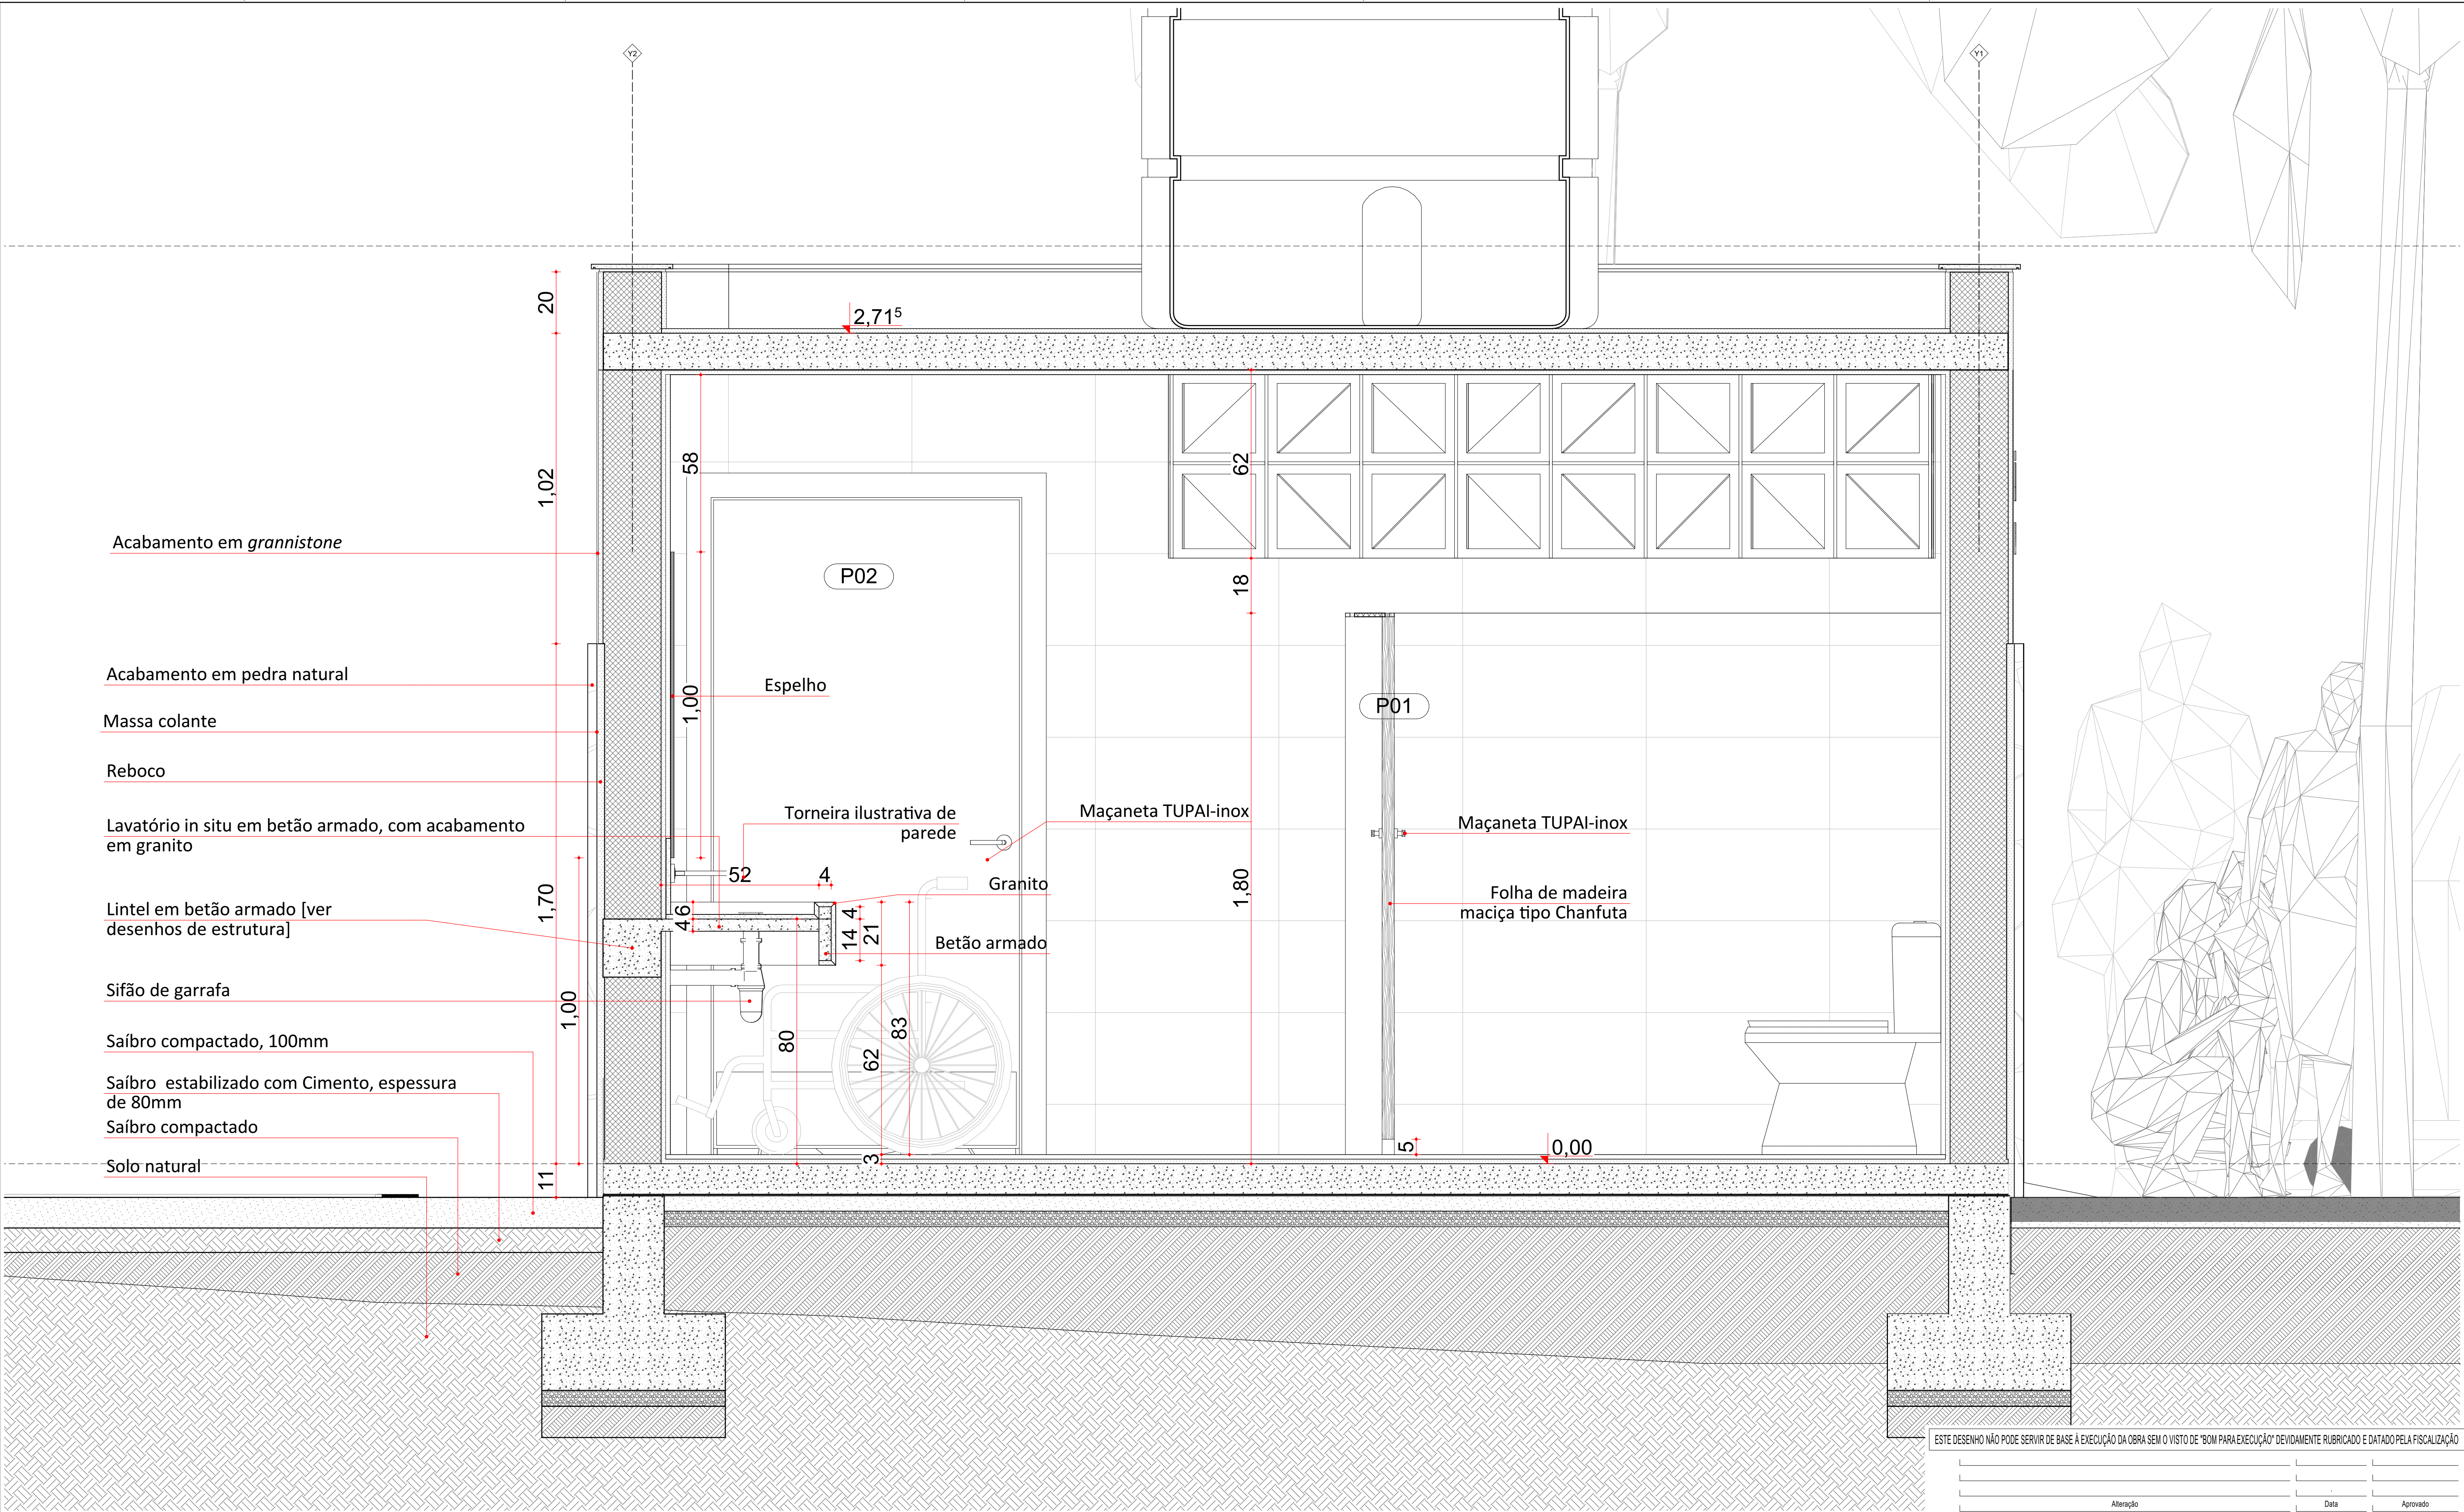 Y2
Y1
20
2,71⁵
1,02
58
62
Acabamento em grannistone
P02
18
Acabamento em pedra natural
Espelho
1,00
P01
Massa colante
Reboco
Lavatório in situ em betão armado, com acabamento
em granito
Torneira ilustrativa de
parede
Maçaneta TUPAI-inox
Maçaneta TUPAI-inox
52
4
Granito
1,80
Folha de madeira
maciça tipo Chanfuta
1,70
Lintel em betão armado [ver
desenhos de estrutura]
6
4
4
14
21
Betão armado
Sifão de garrafa
1,00
Saíbro compactado, 100mm
80
83
62
Saíbro estabilizado com Cimento, espessura
de 80mm
Saíbro compactado
Solo natural
11
3
5
0,00
ESTE DESENHO NÃO PODE SERVIR DE BASE À EXECUÇÃO DA OBRA SEM O VISTO DE "BOM PARA EXECUÇÃO" DEVIDAMENTE RUBRICADO E DATADO PELA FISCALIZAÇÃO
Alteração
Data
Aprovado